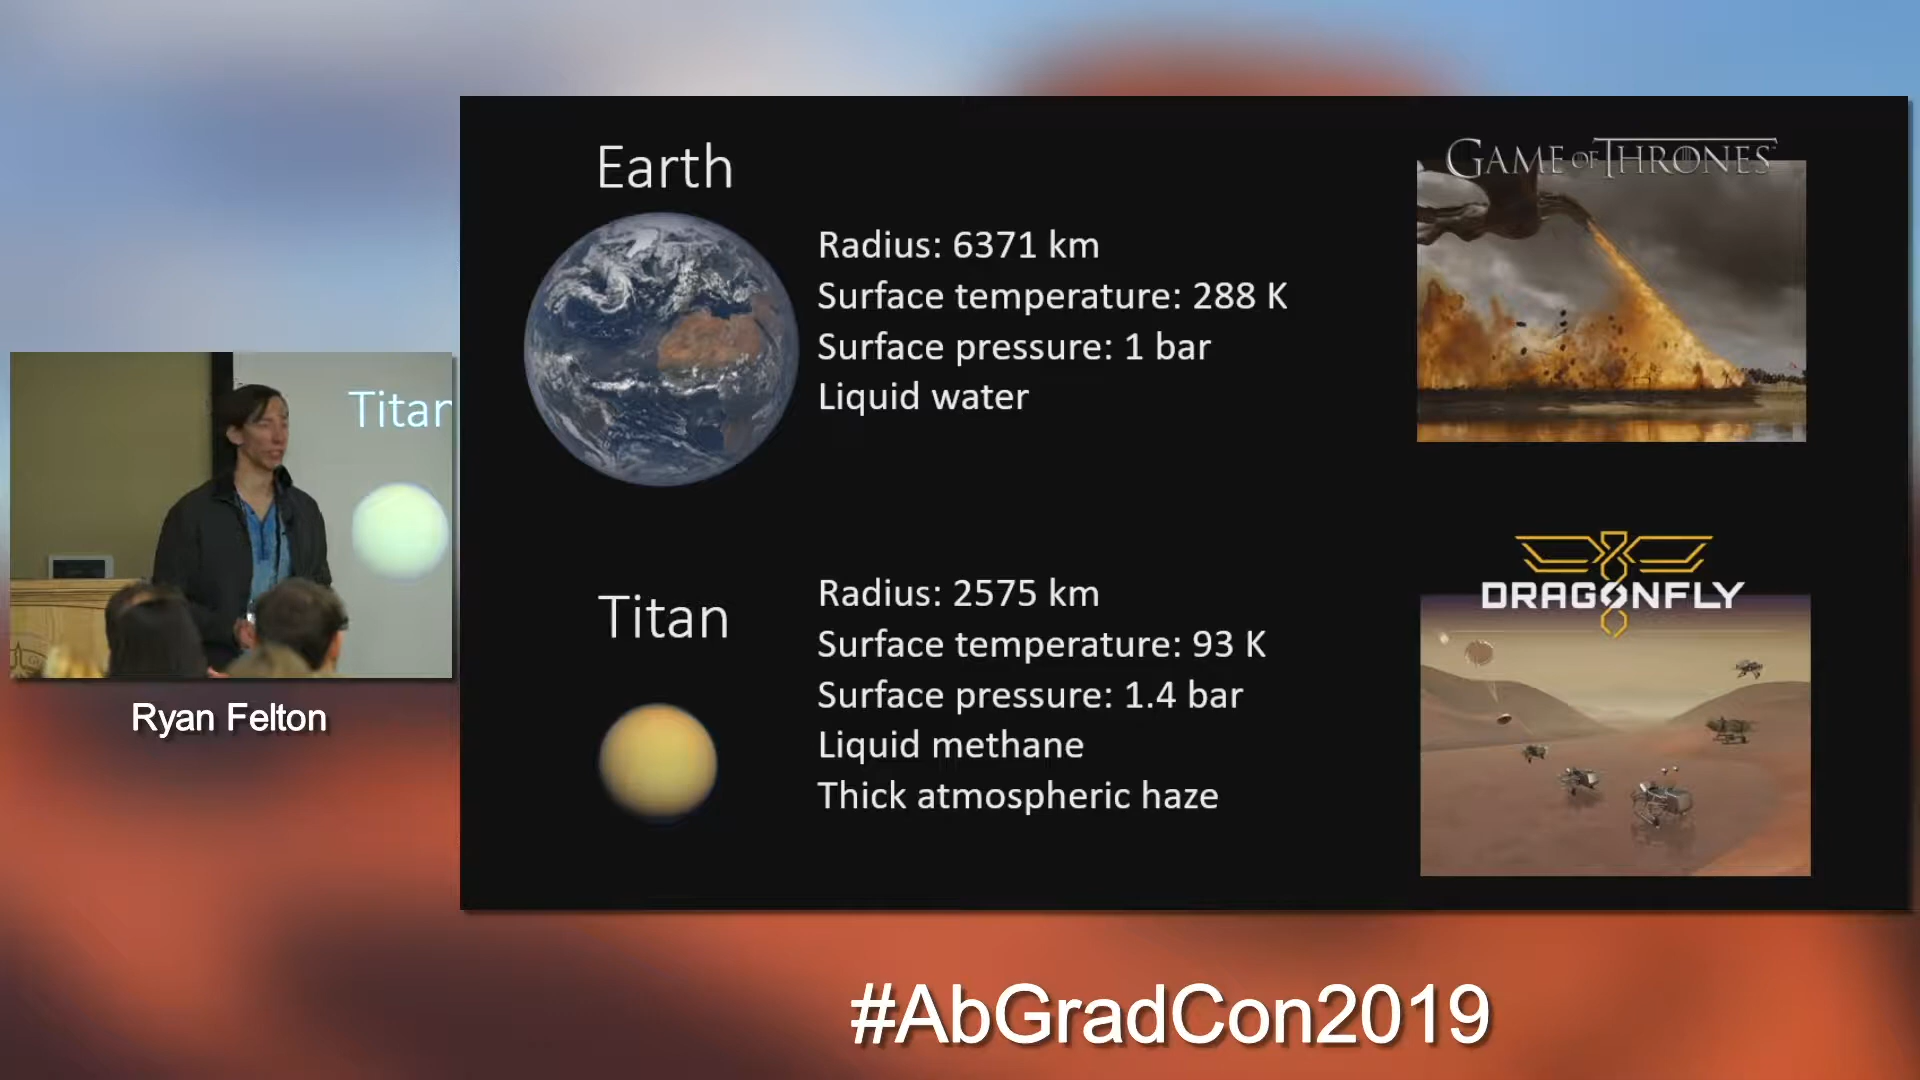 Earth
Radius: 6371 km
Surface temperature: 288 K
Surface pressure: 1 bar
Liquid water
GAME OF THRONES
Titan
Radius: 2575 km
Surface temperature: 93 K
Surface pressure: 1.4 bar
Liquid methane
Thick atmospheric haze
DRAGONFLY
Titan
Ryan Felton
#AbGradCon2019